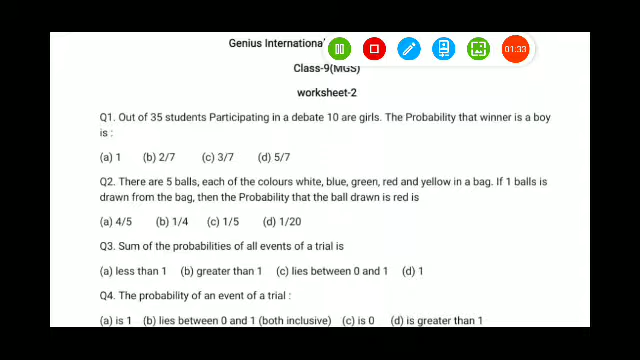 Genius International
01:33
Class-9(MGS)
worksheet-2
Q1. Out of 35 students Participating in a debate 10 are girls. The Probability that winner is a boy
is :
(a) 1 (b) 2/7 (c) 3/7 (d) 5/7
Q2. There are 5 balls, each of the colours white, blue, green, red and yellow in a bag. If 1 balls is
drawn from the bag, then the Probability that the ball drawn is red is
(a) 4/5 (b) 1/4 (c) 1/5 (d) 1/20
Q3. Sum of the probabilities of all events of a trial is
(a) less than 1 (b) greater than 1 (c) lies between 0 and 1 (d) 1
Q4. The probability of an event of a trial :
(a) is 1 (b) lies between 0 and 1 (both inclusive) (c) is 0 (d) is greater than 1